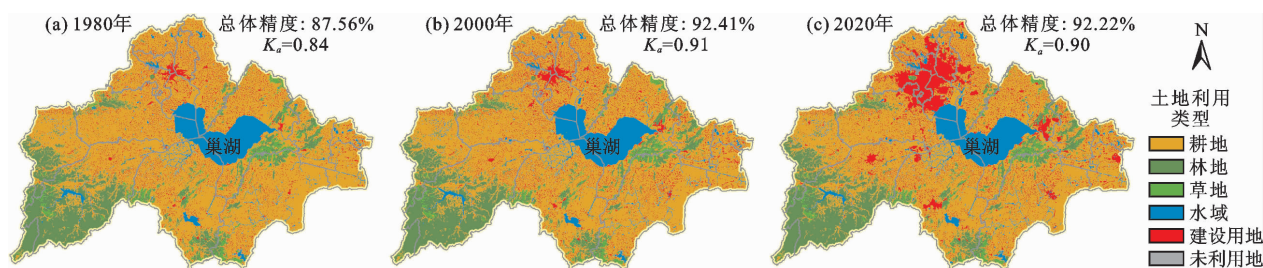 (a) 1980年
总体精度: 87.56%
Ka=0.84
巢湖
(b) 2000年
总体精度: 92.41%
Ka=0.91
巢湖
(c) 2020年
总体精度: 92.22%
Ka=0.90
巢湖
N
土地利用
类型
耕地
林地
草地
水域
建设用地
未利用地